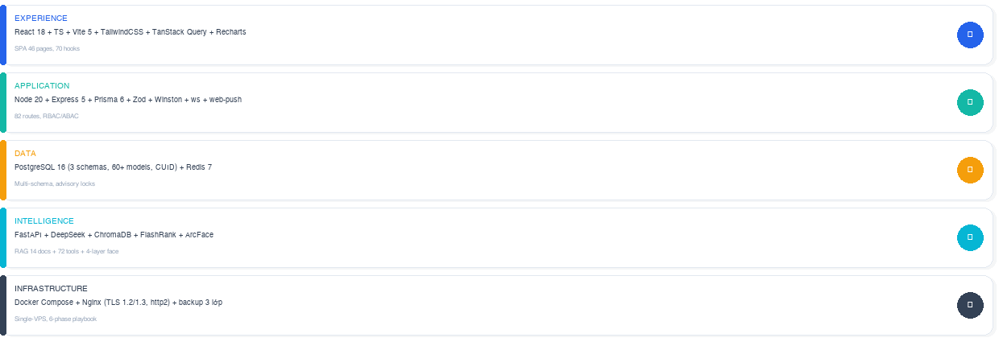 EXPERIENCE
React 18 + TS + Vite 5 + TailwindCSS + TanStack Query + Recharts
SPA 46 pages, 70 hooks
APPLICATION
Node 20 + Express 5 + Prisma 6 + Zod + Winston + ws + web-push
82 routes, RBAC/ABAC
DATA
PostgreSQL 16 (3 schemas, 60+ models, CUID) + Redis 7
Multi-schema, advisory locks
INTELLIGENCE
FastAPI + DeepSeek + ChromaDB + FlashRank + ArcFace
RAG 14 docs + 72 tools + 4-layer face
INFRASTRUCTURE
Docker Compose + Nginx (TLS 1.2/1.3, http2) + backup 3 lớp
Single-VPS, 6-phase playbook